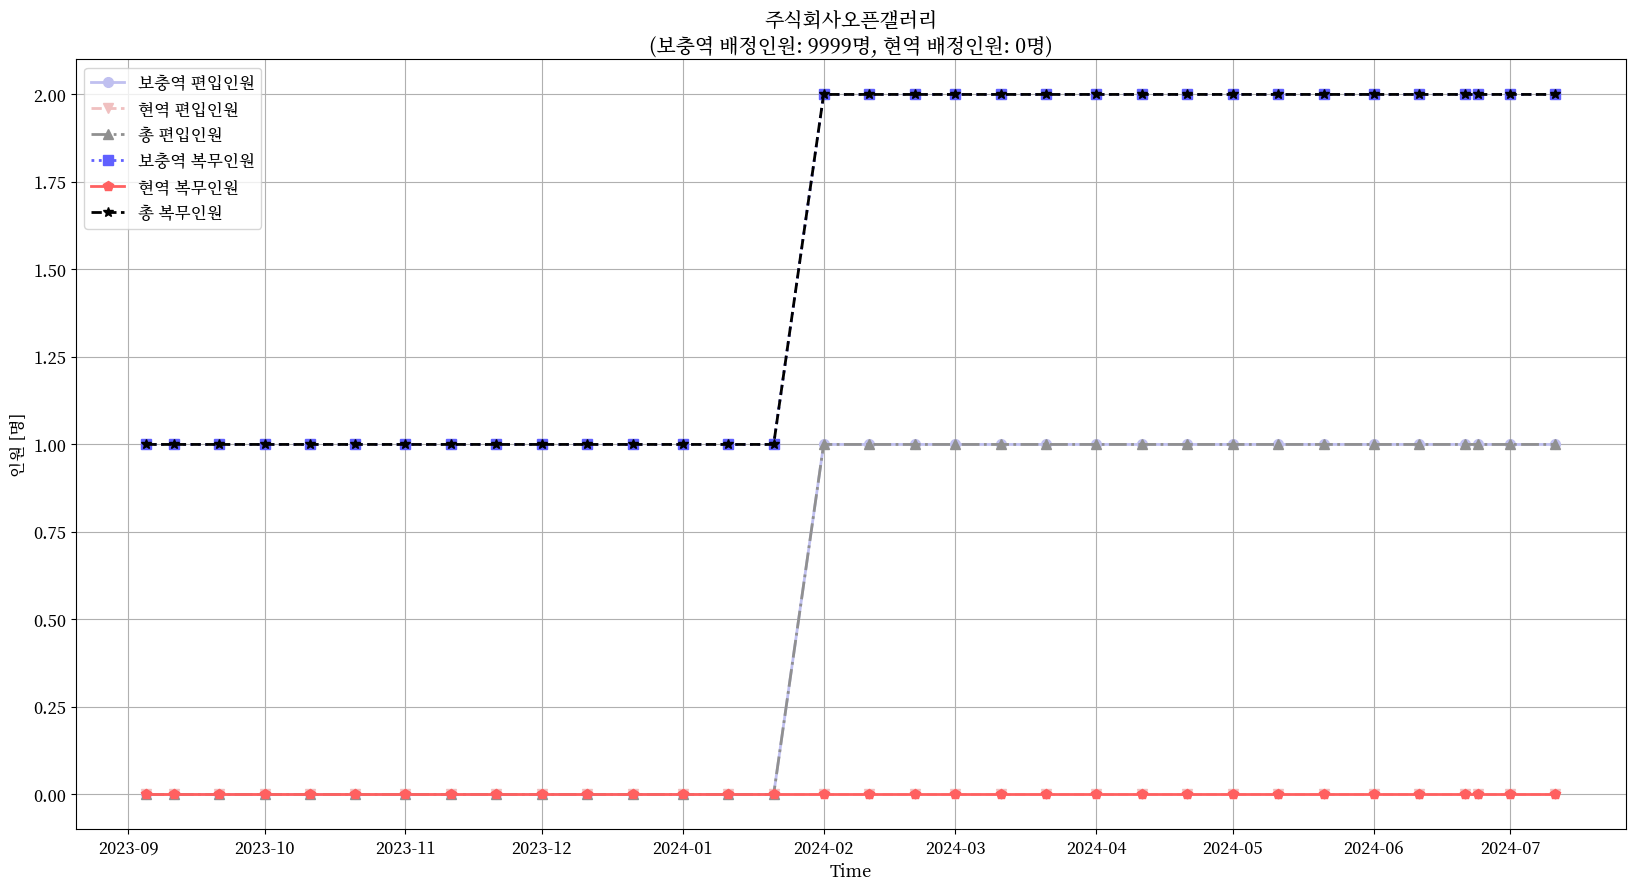 주식회사오픈갤러리
(보충역 배정인원: 9999명, 현역 배정인원: 0명)
보충역 편입인원
현역 편입인원
총 편입인원
보충역 복무인원
현역 복무인원
총 복무인원
2.00
1.75
1.50
1.25
1.00
0.75
0.50
0.25
0.00
인원 [명]
2023-09
2023-10
2023-11
2023-12
2024-01
2024-02
2024-03
2024-04
2024-05
2024-06
2024-07
Time